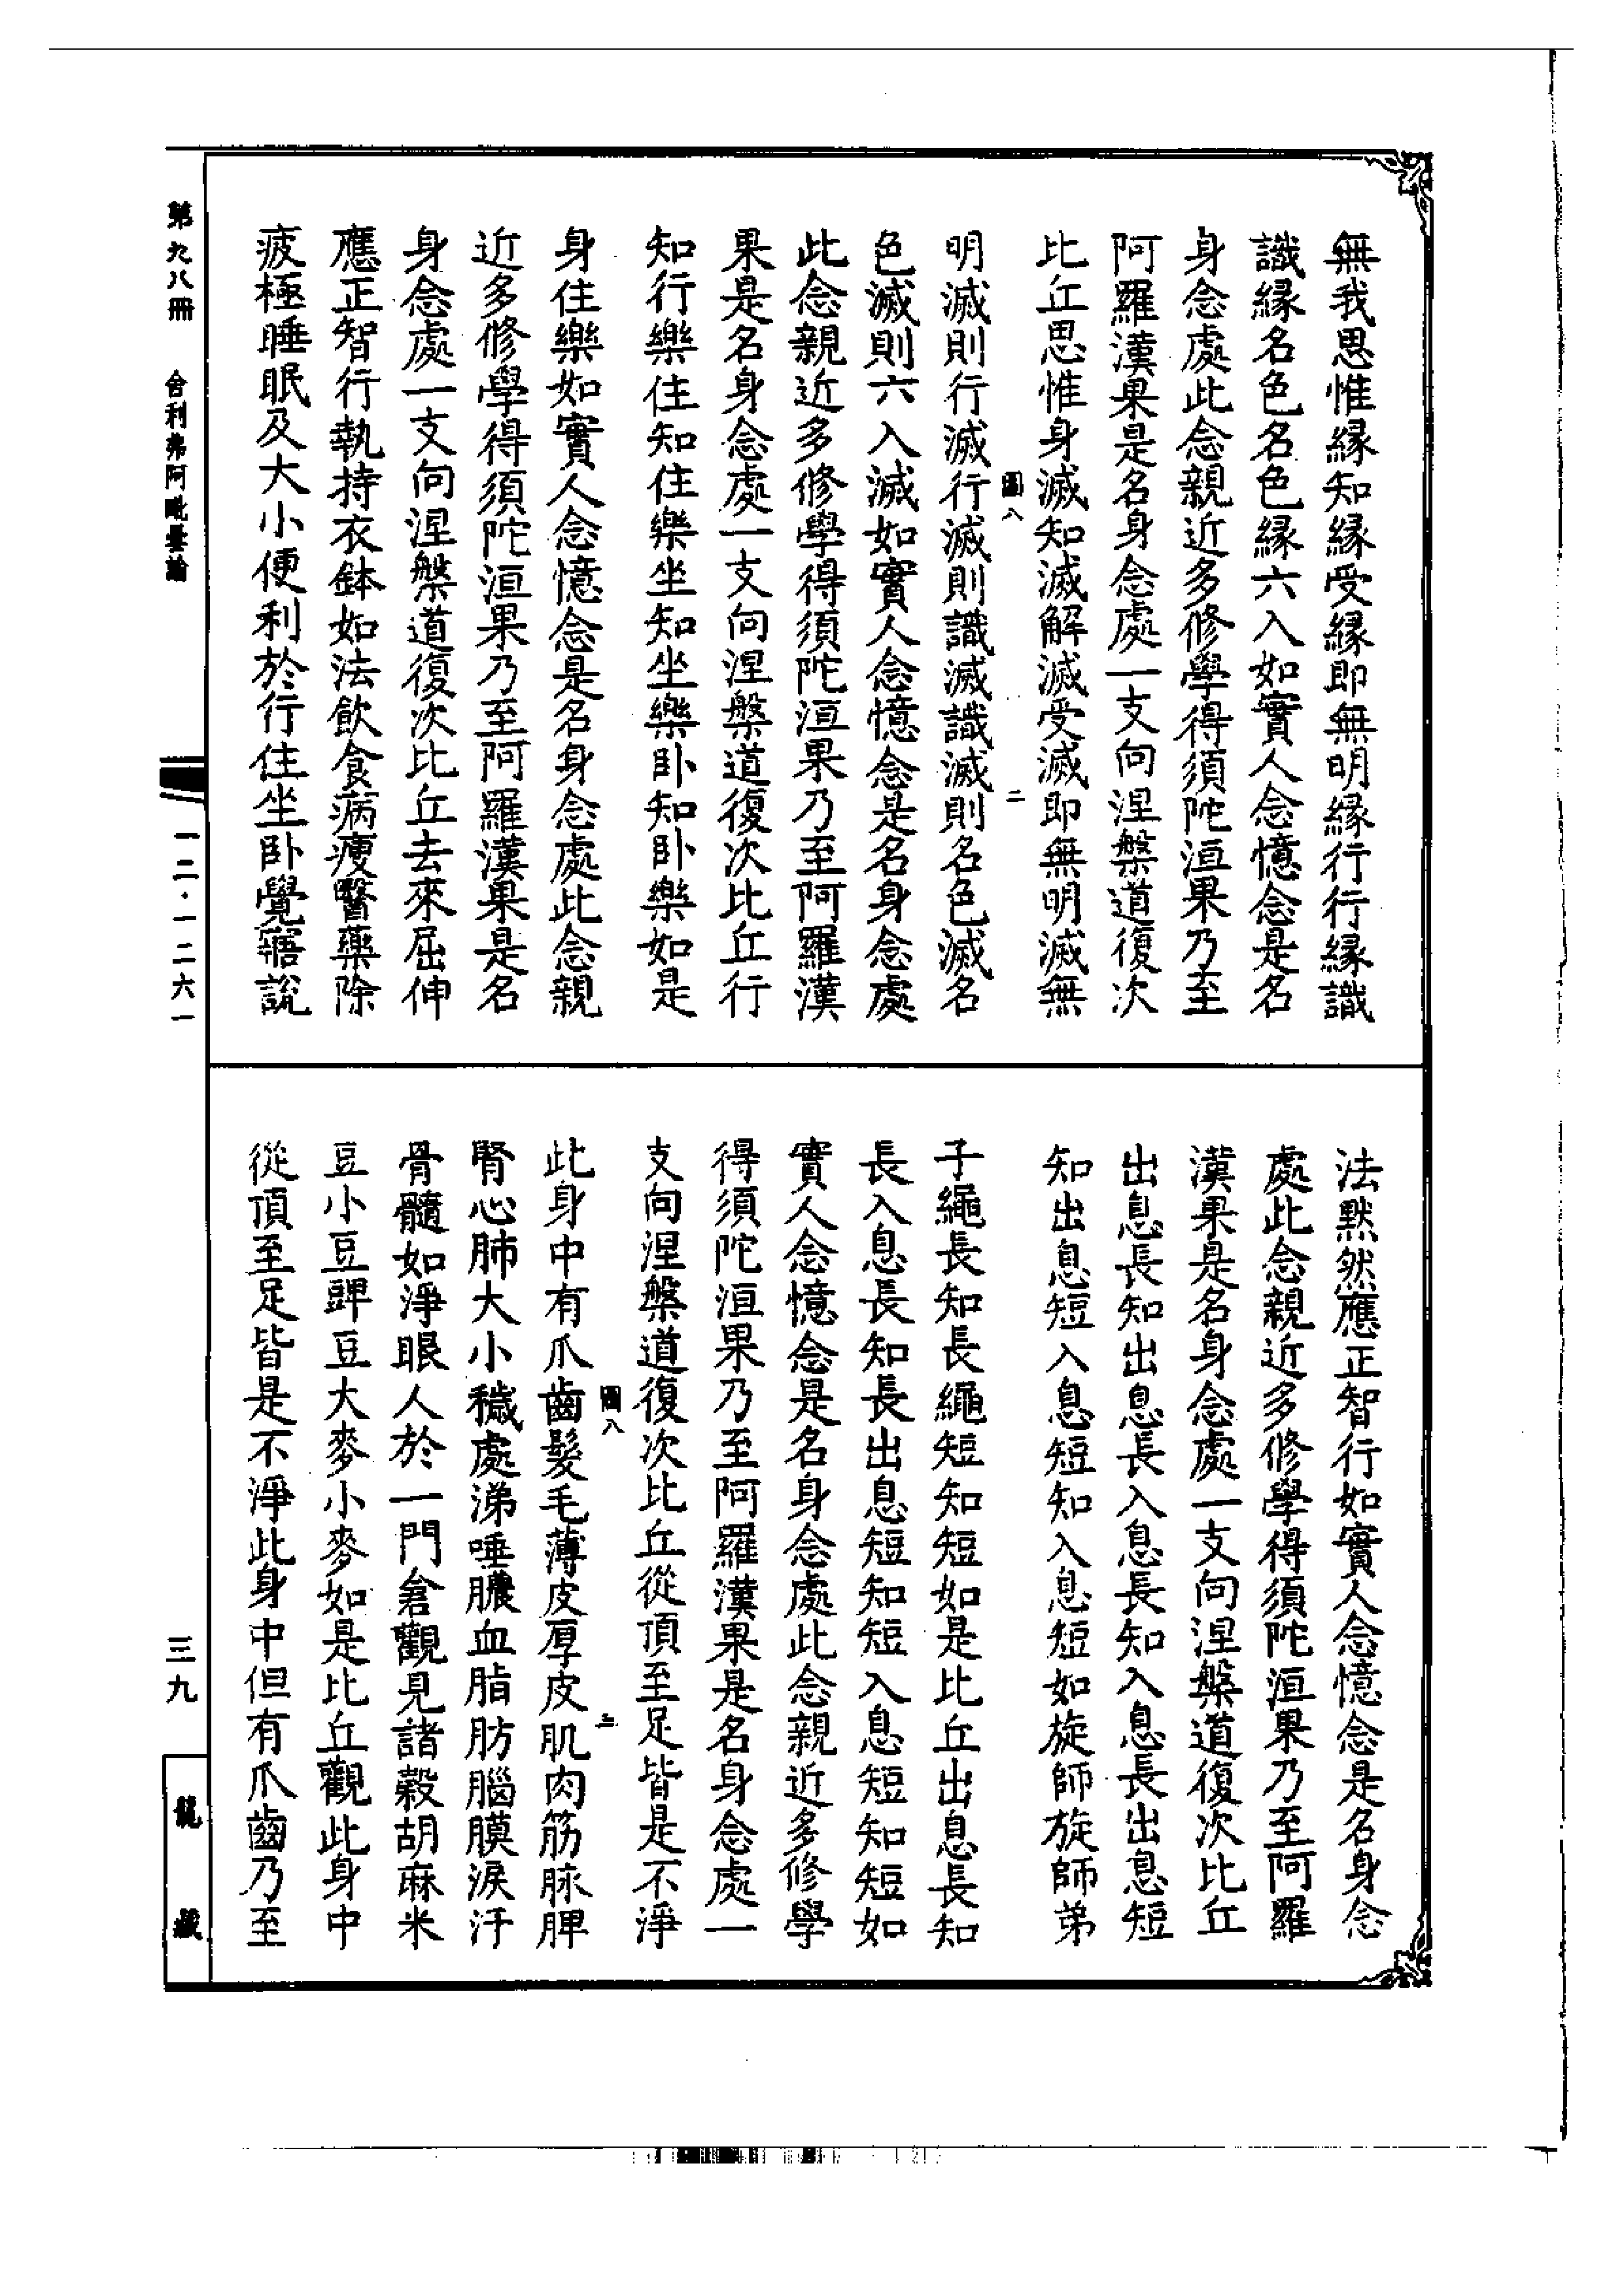 無我思惟緣知緣受緣即無明緣行行緣識
識緣名色名色緣六入如實人念憶念是名
身念處此念親近多修學得須陀洹果乃至
阿羅漢果是名身念處一支向涅槃道復次
比丘思惟身滅知滅解滅受滅即無明滅無
圖八 二
明滅則行滅行滅則識滅識滅則名色滅名
色滅則六入滅如實人念憶念是名身念處
此念親近多修學得須陀洹果乃至阿羅漢
果是名身念處一支向涅槃道復次比丘行
知行樂住知住樂坐知坐樂卧知卧樂如是
身住樂如實人念憶念是名身念處此念親
近多修學得須陀洹果乃至阿羅漢果是名
身念處一支向涅槃道復次比丘去來屈伸
應正智行執持衣鉢如法飲食病瘦醫藥除
疲極睡眠及大小便利於行住坐卧覺寤說
法默然應正智行如實人念憶念是名身念
處此念親近多修學得須陀洹果乃至阿羅
漢果是名身念處一支向涅槃道復次比丘
出息長知出息長入息長知入息長出息短
知出息短入息短知入息短如旋師旋師弟
子繩長知長繩短知短如是比丘出息長知
長入息長知長出息短知短入息短知短如
實人念憶念是名身念處此念親近多修學
得須陀洹果乃至阿羅漢果是名身念處一
支向涅槃道復次比丘從頂至足皆是不淨
圖八 三
此身中有爪齒髮毛薄皮厚皮肌肉筋脉脾
腎心肺大小穢處涕唾膿血脂肪腦膜淚汗
骨髓如淨眼人於一門倉觀見諸穀胡麻米
豆小豆豍豆大麥小麥如是比丘觀此身中
從頂至足皆是不淨此身中但有爪齒乃至
第九八冊 舍利弗阿毗曇論
一二·一二六一
三九
龍藏